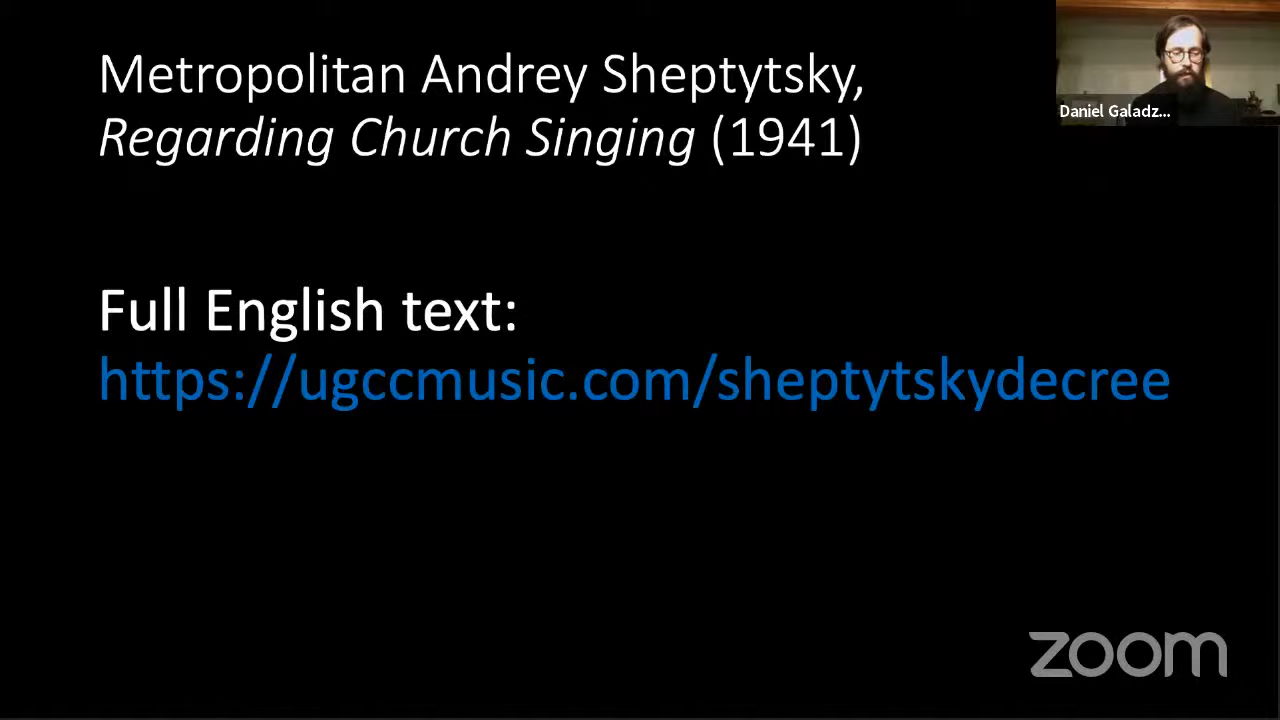 Metropolitan Andrey Sheptytsky,
Regarding Church Singing (1941)
Daniel Galadz...
Full English text:
https://ugccmusic.com/sheptytskydecree
zoom